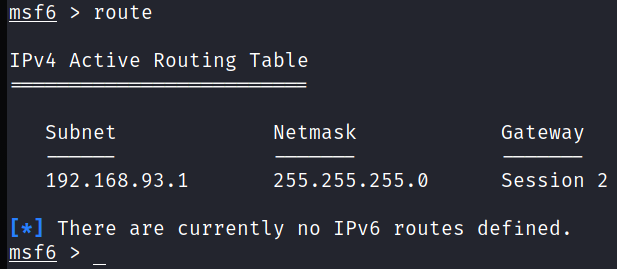 msf6 > route
IPv4 Active Routing Table
=========================
Subnet Netmask Gateway
------ ------- -------
192.168.93.1 255.255.255.0 Session 2
[*] There are currently no IPv6 routes defined.
msf6 > _